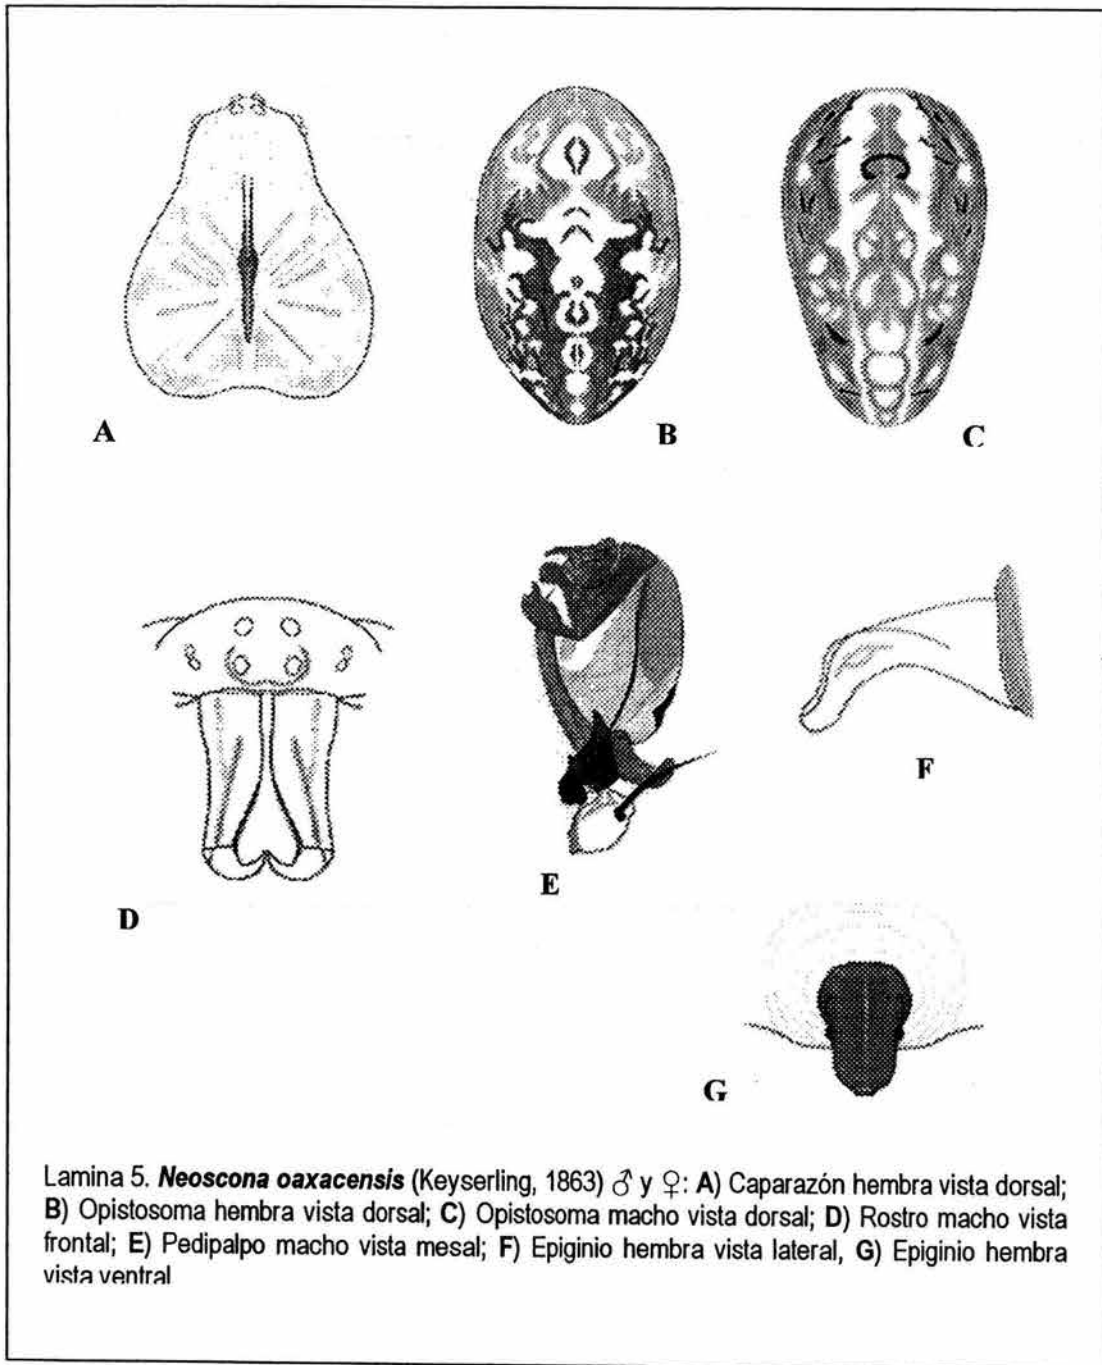 A
B
C
D
E
F
G
Lamina 5. Neoscona oaxacensis (Keyserling, 1863) ♂ y ♀: A) Caparazón hembra vista dorsal;
B) Opistosoma hembra vista dorsal; C) Opistosoma macho vista dorsal; D) Rostro macho vista
frontal; E) Pedipalpo macho vista mesal; F) Epiginio hembra vista lateral, G) Epiginio hembra
vista ventral